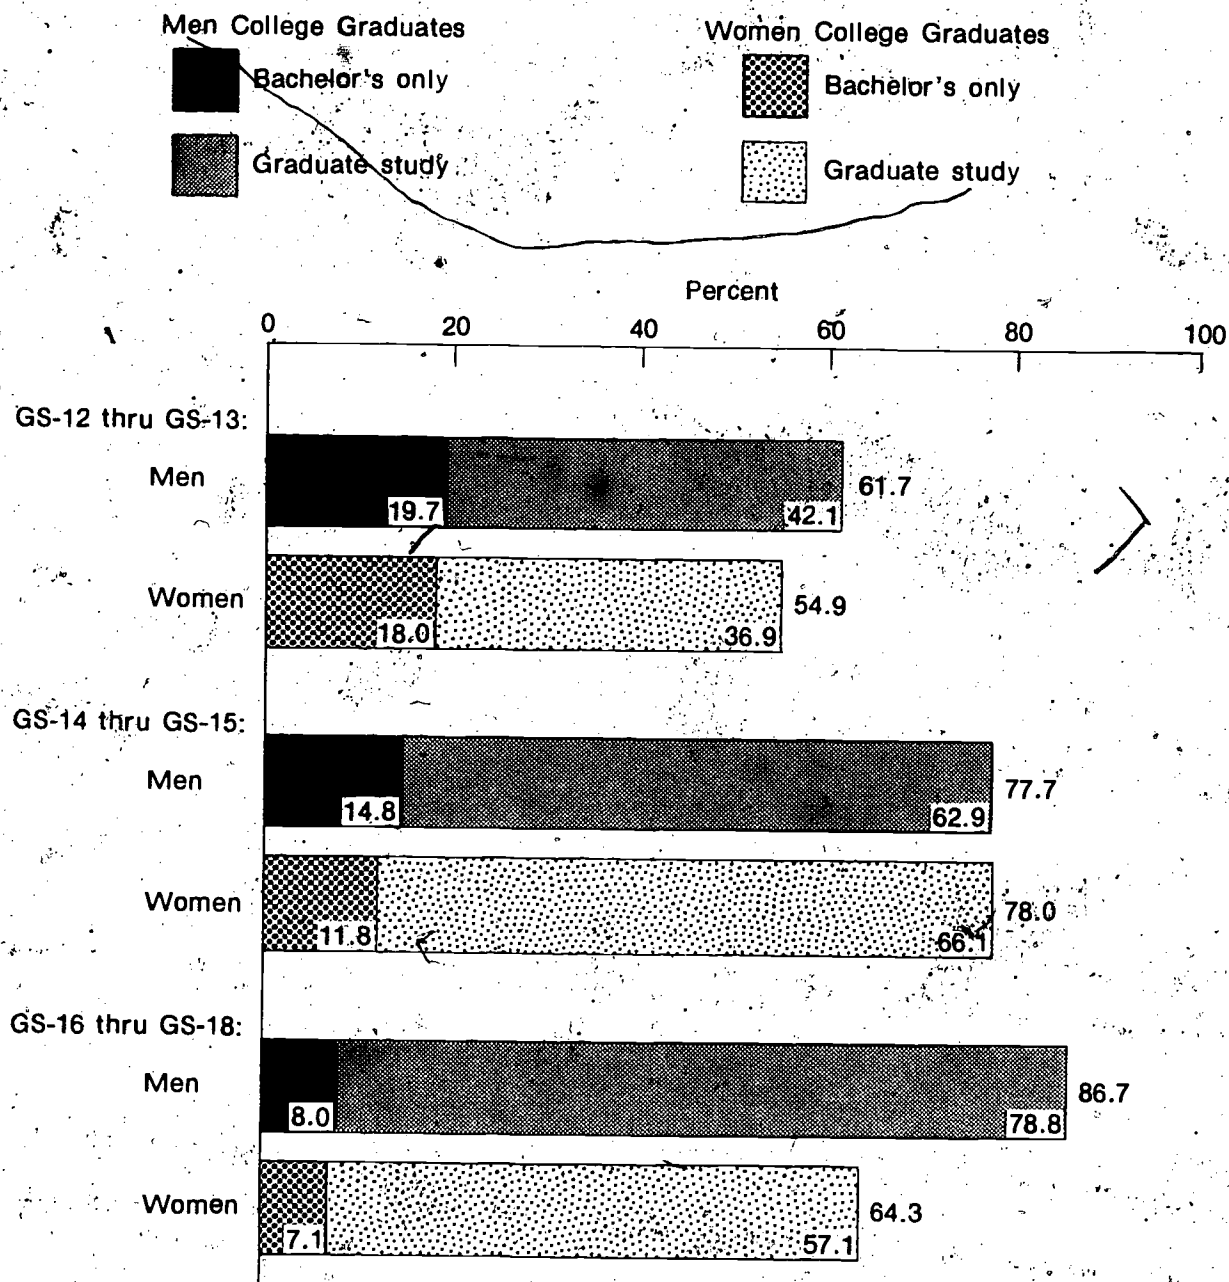 Men College Graduates
Bachelor's only
Graduate study
Women College Graduates
Bachelor's only
Graduate study
Percent
0 20 40 60 80 100
GS-12 thru GS-13:
Men 19.7 42.1 61.7
Women 18.0 36.9 54.9
GS-14 thru GS-15:
Men 14.8 62.9 77.7
Women 11.8 66.1 78.0
GS-16 thru GS-18:
Men 8.0 78.8 86.7
Women 7.1 57.1 64.3